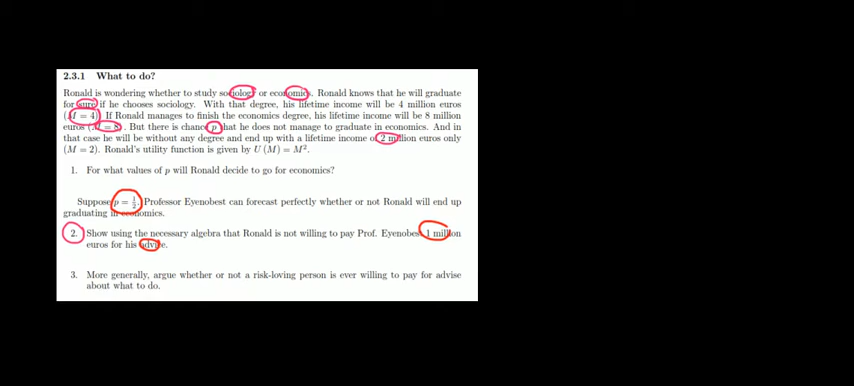 2.3.1 What to do?
Ronald is wondering whether to study sociology or economics. Ronald knows that he will graduate
for sure if he chooses sociology. With that degree, his lifetime income will be 4 million euros
(M = 4). If Ronald manages to finish the economics degree, his lifetime income will be 8 million
euros (M = 8). But there is chance p that he does not manage to graduate in economics. And in
that case he will be without any degree and end up with a lifetime income of 2 million euros only
(M = 2). Ronald's utility function is given by U (M) = M².
1. For what values of p will Ronald decide to go for economics?
Suppose p = 1/2. Professor Eyenobest can forecast perfectly whether or not Ronald will end up
graduating in economics.
2. Show using the necessary algebra that Ronald is not willing to pay Prof. Eyenobest 1 million
euros for his advise.
3. More generally, argue whether or not a risk-loving person is ever willing to pay for advise
about what to do.